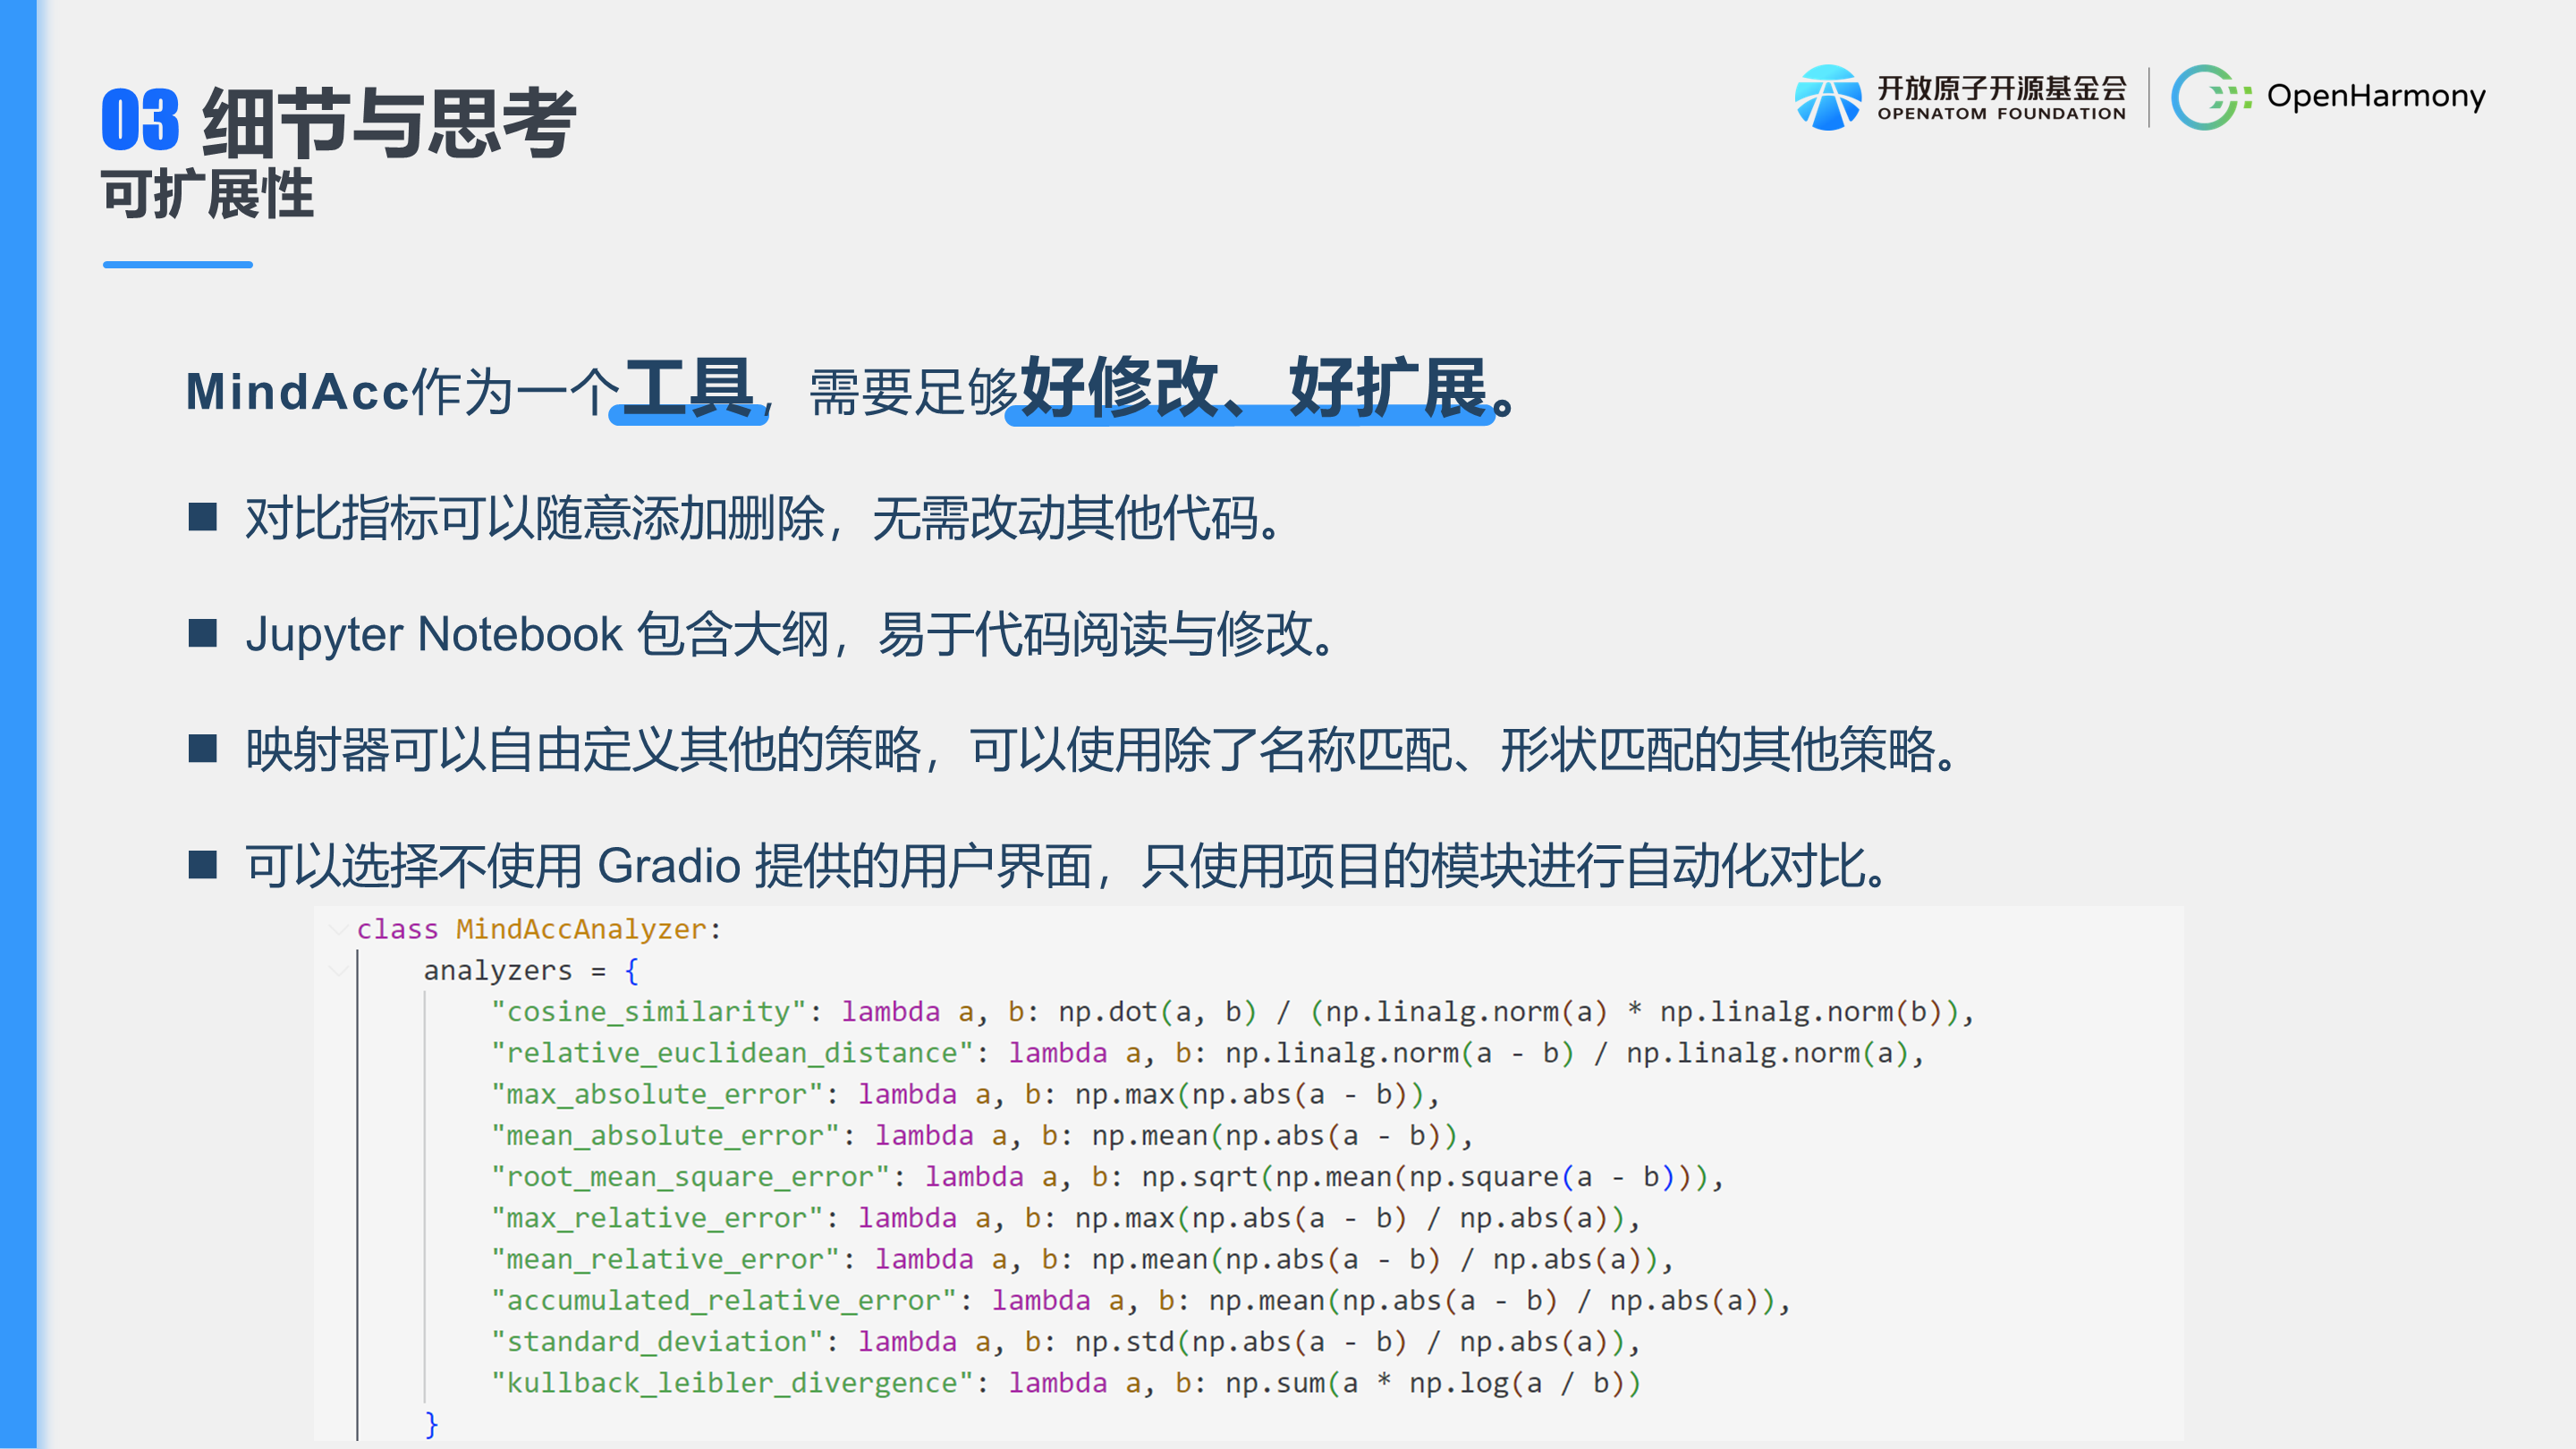 03 细节与思考
可扩展性
开放原子开源基金会
OPENATOM FOUNDATION
OpenHarmony
MindAcc作为一个工具，需要足够好修改、好扩展。
■ 对比指标可以随意添加删除，无需改动其他代码。
■ Jupyter Notebook 包含大纲，易于代码阅读与修改。
■ 映射器可以自由定义其他的策略，可以使用除了名称匹配、形状匹配的其他策略。
■ 可以选择不使用 Gradio 提供的用户界面，只使用项目的模块进行自动化对比。
class MindAccAnalyzer:
    analyzers = {
        "cosine_similarity": lambda a, b: np.dot(a, b) / (np.linalg.norm(a) * np.linalg.norm(b)),
        "relative_euclidean_distance": lambda a, b: np.linalg.norm(a - b) / np.linalg.norm(a),
        "max_absolute_error": lambda a, b: np.max(np.abs(a - b)),
        "mean_absolute_error": lambda a, b: np.mean(np.abs(a - b)),
        "root_mean_square_error": lambda a, b: np.sqrt(np.mean(np.square(a - b))),
        "max_relative_error": lambda a, b: np.max(np.abs(a - b) / np.abs(a)),
        "mean_relative_error": lambda a, b: np.mean(np.abs(a - b) / np.abs(a)),
        "accumulated_relative_error": lambda a, b: np.mean(np.abs(a - b) / np.abs(a)),
        "standard_deviation": lambda a, b: np.std(np.abs(a - b) / np.abs(a)),
        "kullback_leibler_divergence": lambda a, b: np.sum(a * np.log(a / b))
    }